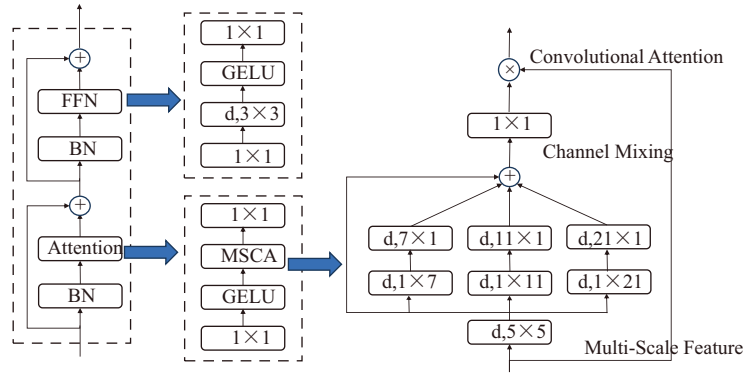 +
FFN
BN
+
Attention
BN
1×1
GELU
d,3×3
1×1
1×1
MSCA
GELU
1×1
×
Convolutional Attention
1×1
Channel Mixing
+
d,7×1
d,11×1
d,21×1
d,1×7
d,1×11
d,1×21
d,5×5
Multi-Scale Feature